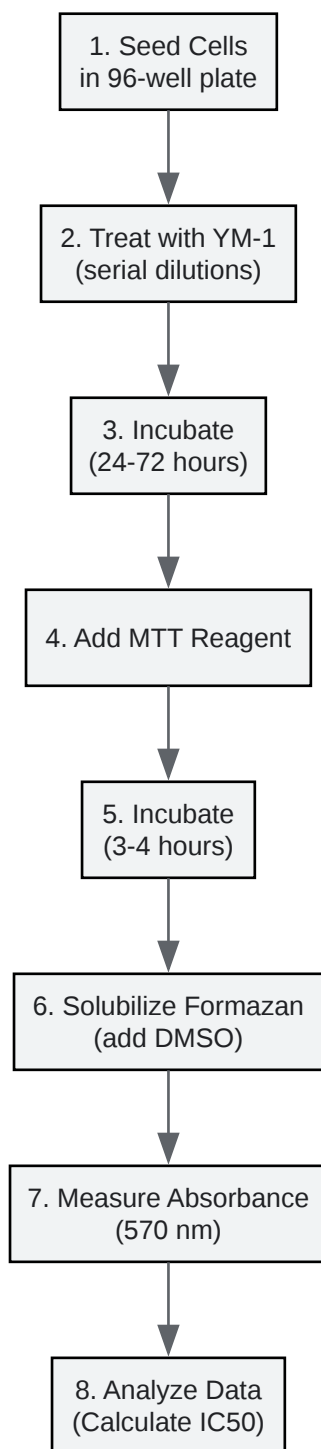 1. Seed Cells
in 96-well plate
2. Treat with YM-1
(serial dilutions)
3. Incubate
(24-72 hours)
4. Add MTT Reagent
5. Incubate
(3-4 hours)
6. Solubilize Formazan
(add DMSO)
7. Measure Absorbance
(570 nm)
8. Analyze Data
(Calculate IC50)